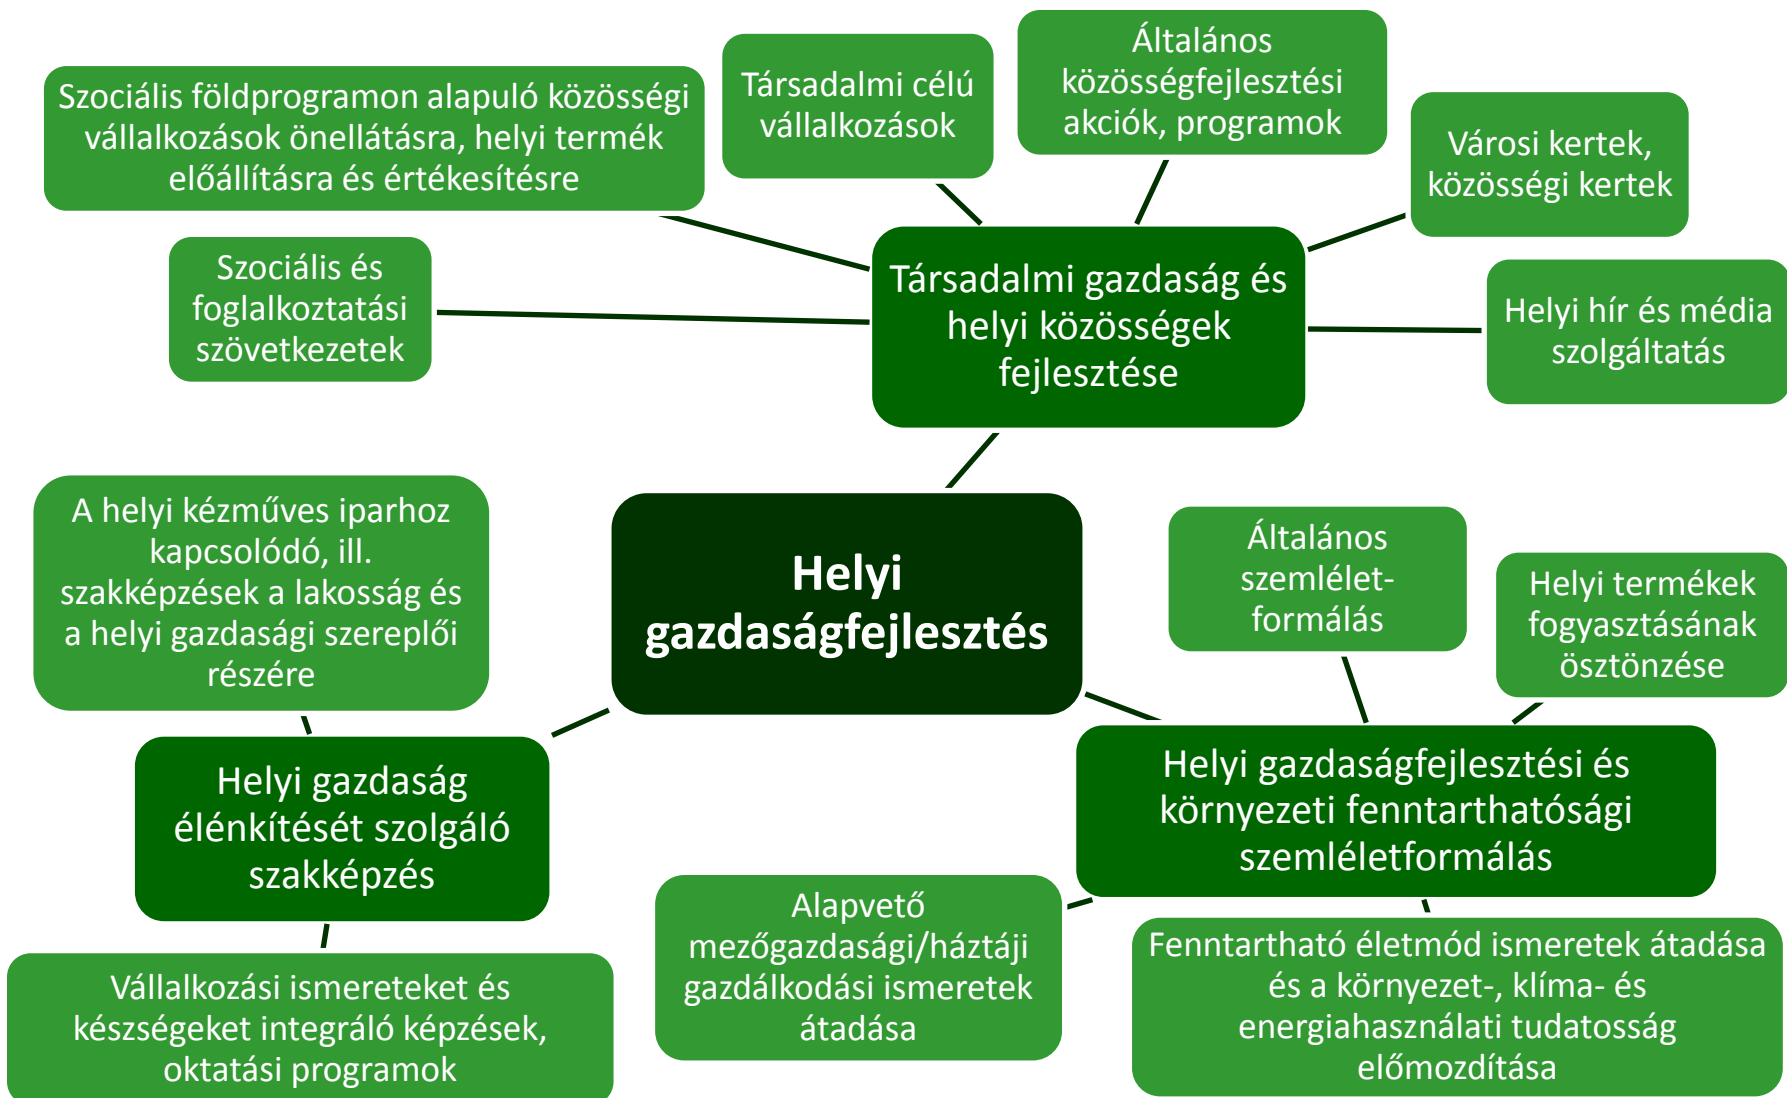 Általános
közösségfejlesztési
akciók, programok
Társadalmi célú
vállalkozások
Szociális földprogramon alapuló közösségi
vállalkozások önellátásra, helyi termék
előállításra és értékesítésre
Városi kertek,
közösségi kertek
Szociális és
foglalkoztatási
szövetkezetek
Társadalmi gazdaság és
helyi közösségek
fejlesztése
Helyi hír és média
szolgáltatás
A helyi kézműves iparhoz
kapcsolódó, ill.
szakképzések a lakosság és
a helyi gazdasági szereplői
részére
Helyi
gazdaságfejlesztés
Általános
szemlélet-
formálás
Helyi termékek
fogyasztásának
ösztönzése
Helyi gazdaság
élénkítését szolgáló
szakképzés
Helyi gazdaságfejlesztési és
környezeti fenntarthatósági
szemléletformálás
Alapvető
mezőgazdasági/háztáji
gazdálkodási ismeretek
átadása
Fenntartható életmód ismeretek átadása
és a környezet-, klíma- és
energiahasználati tudatosság
előmozdítása
Vállalkozási ismereteket és
készségeket integráló képzések,
oktatási programok